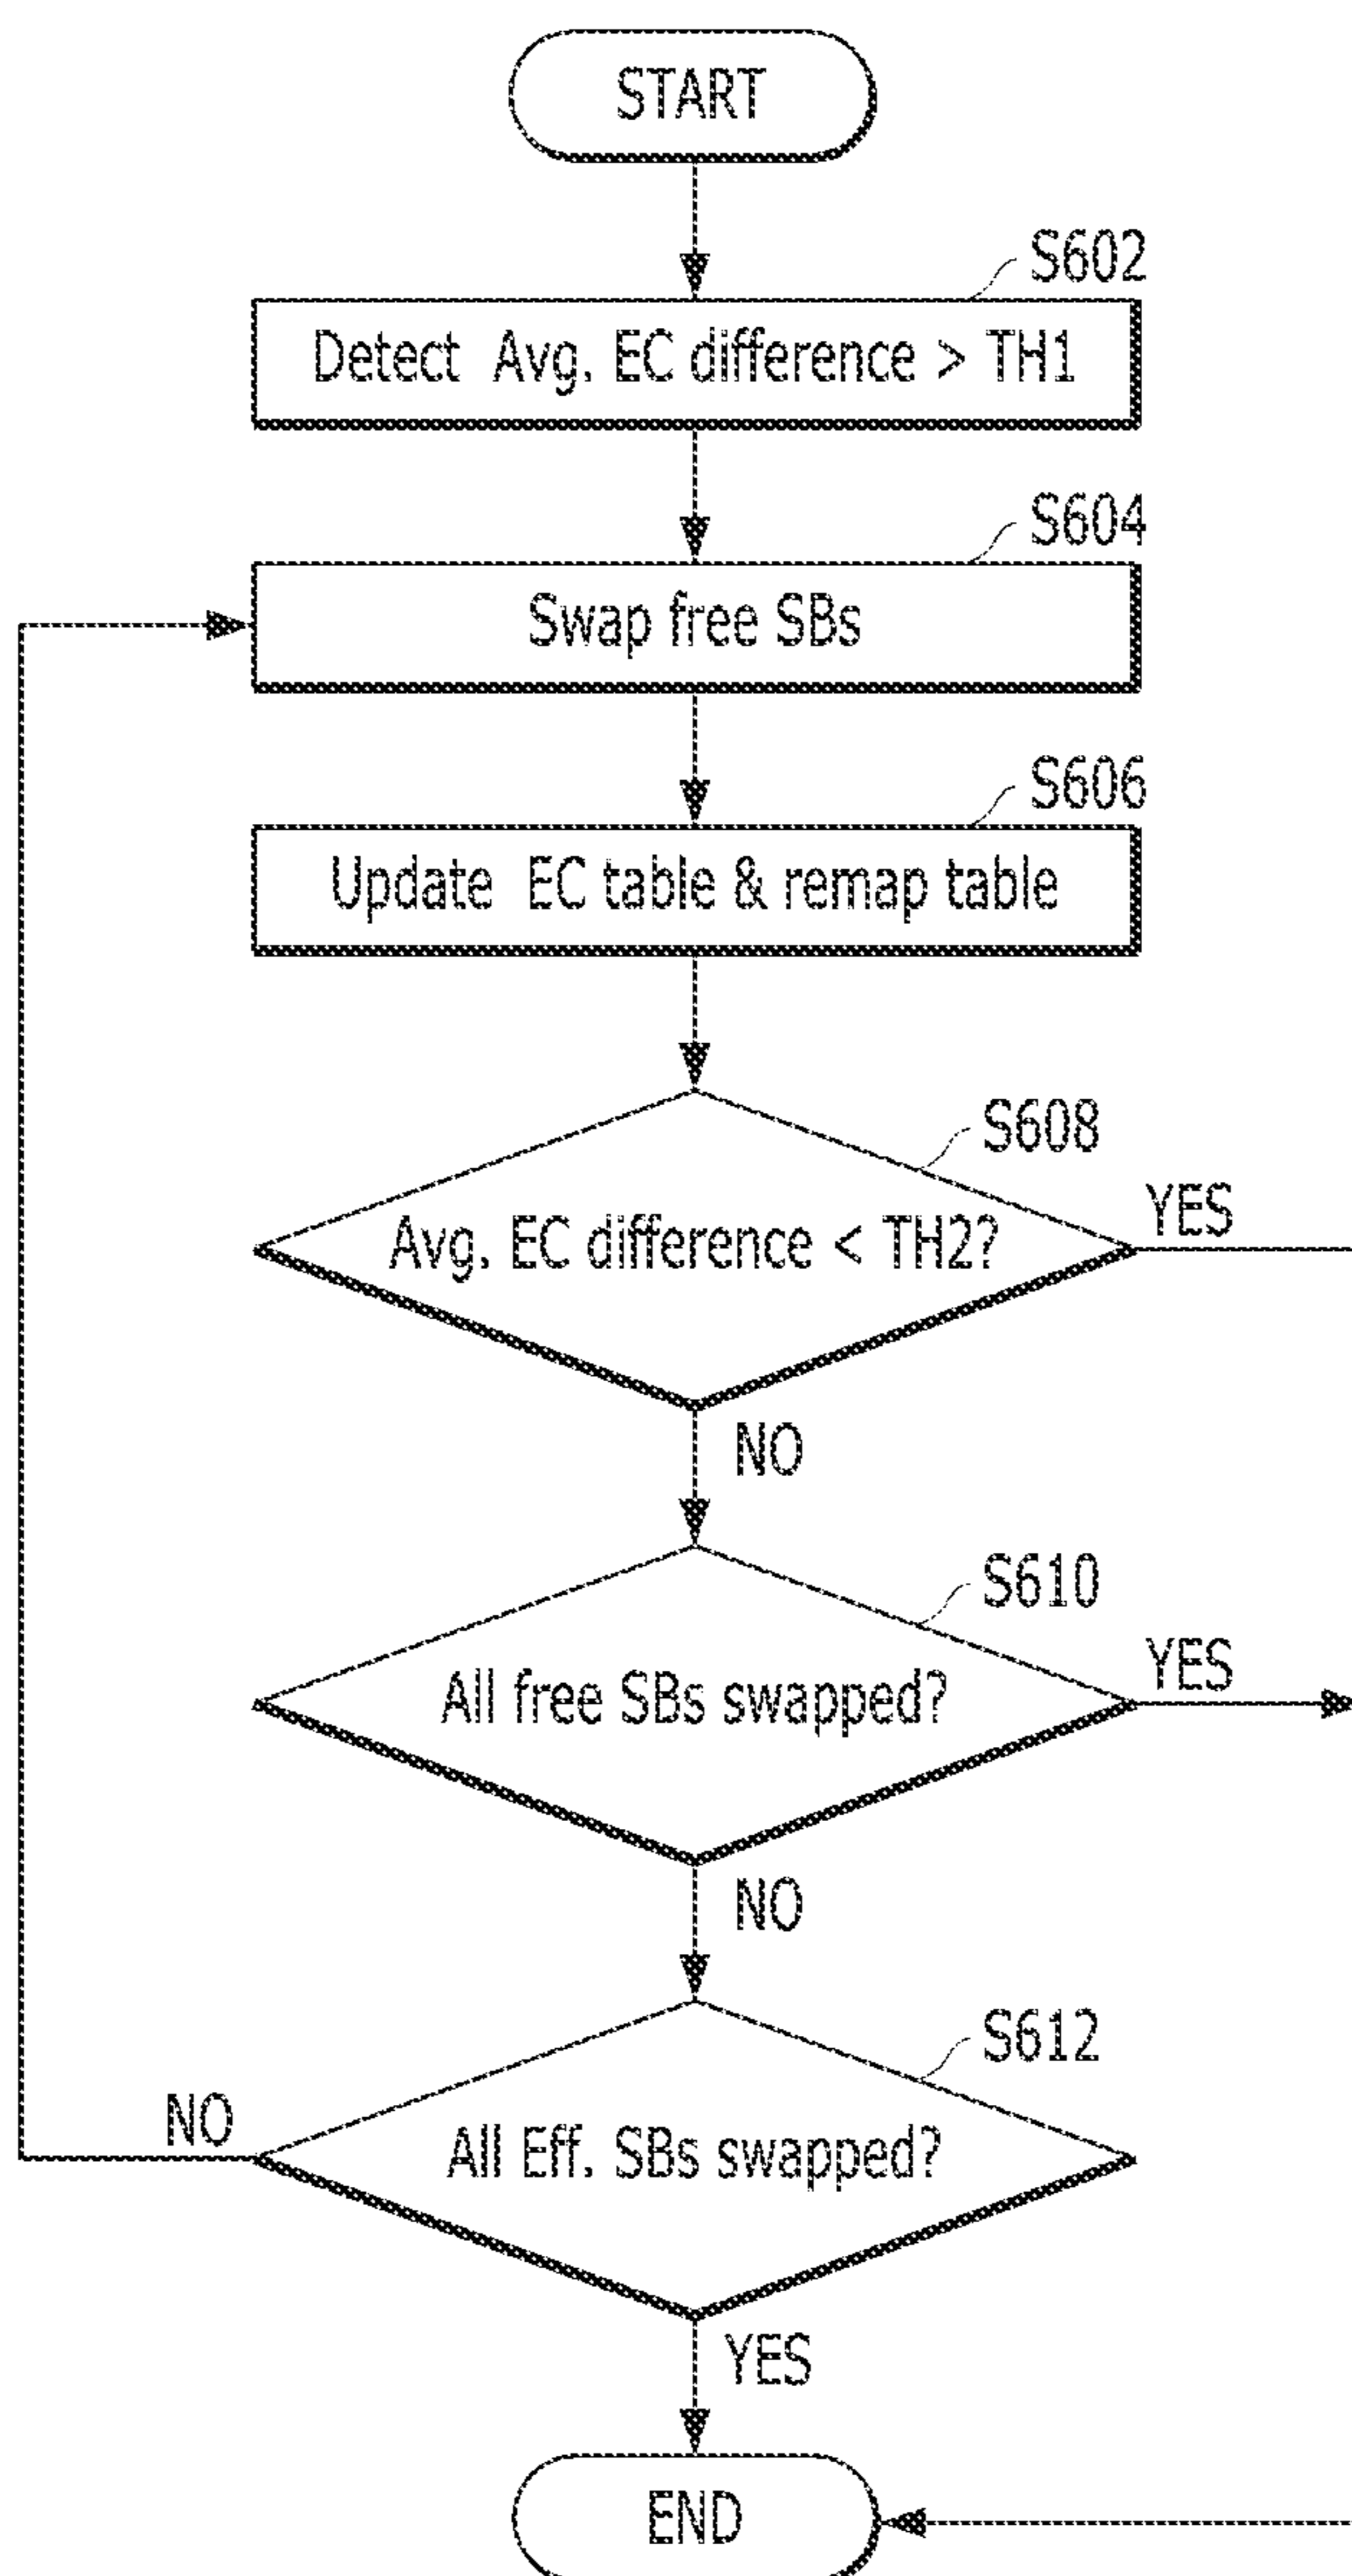 START
S602
Detect Avg. EC difference > TH1
S604
Swap free SBs
S606
Update EC table & remap table
S608
Avg. EC difference < TH2?
YES
NO
S610
All free SBs swapped?
YES
NO
S612
All Eff. SBs swapped?
NO
YES
END